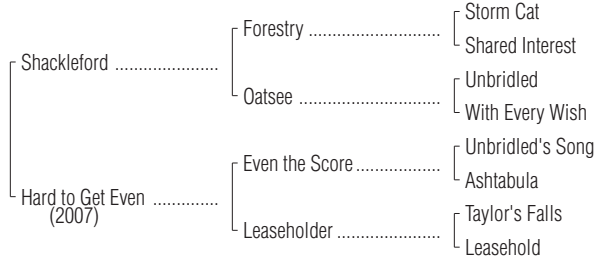 Storm Cat
Forestry ...........................
Shared Interest
Shackleford ......................
Unbridled
Oatsee .............................
With Every Wish
Unbridled's Song
Even the Score.................
Ashtabula
Hard to Get Even ..............
(2007)
Taylor's Falls
Leaseholder .....................
Leasehold